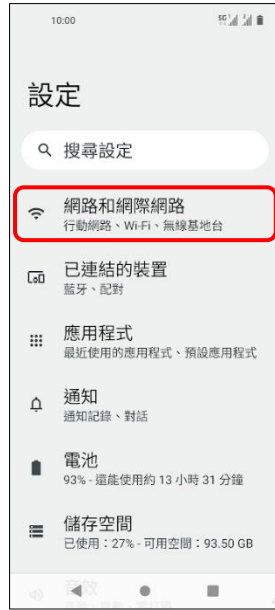 10:00
5G
設定
搜尋設定
網路和網際網路
行動網路、Wi-Fi、無線基地台
已連結的裝置
藍牙、配對
應用程式
最近使用的應用程式、預設應用程式
通知
通知記錄、對話
電池
93% - 還能使用約 13 小時 31 分鐘
儲存空間
已使用：27% - 可用空間：93.50 GB
音效